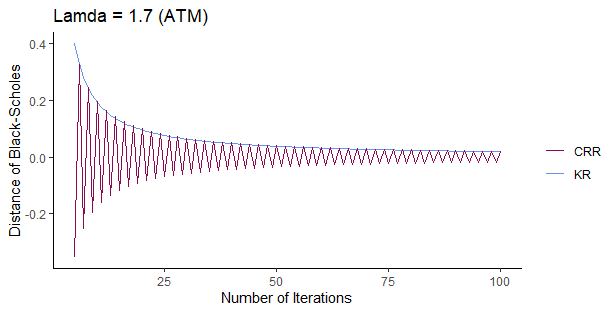 Lamda = 1.7 (ATM)
Distance of Black-Scholes
0.4
0.2
0.0
-0.2
25
50
75
100
Number of Iterations
CRR
KR